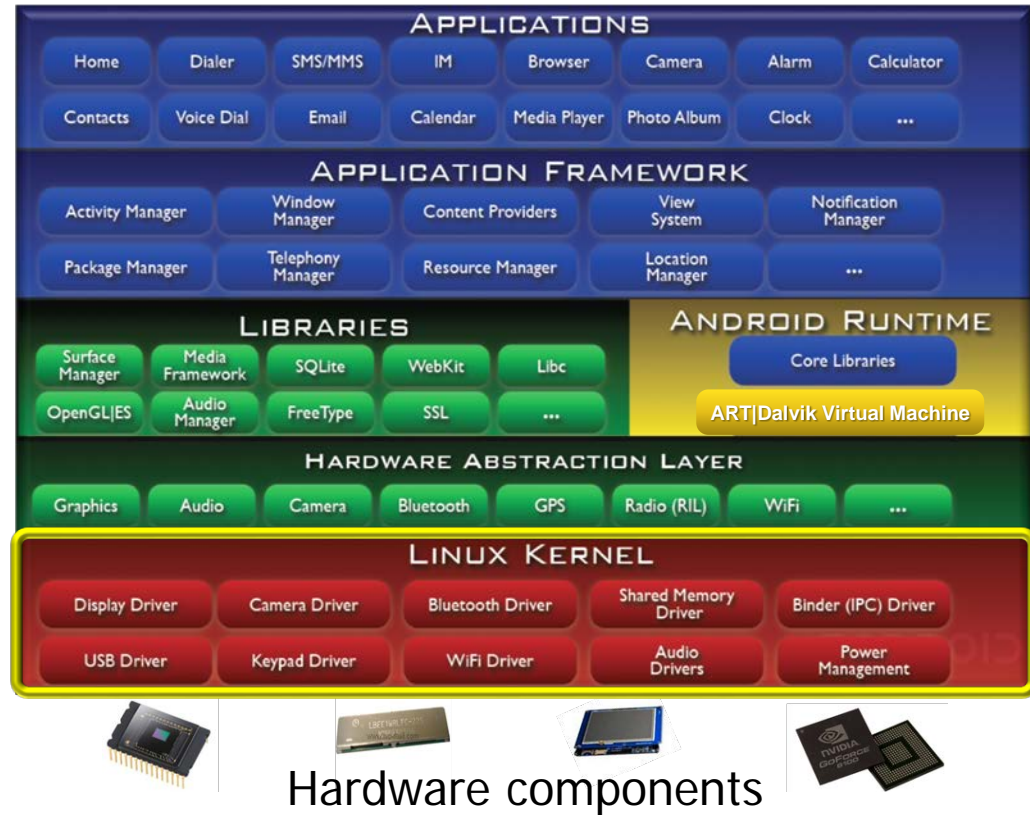 APPLICATIONS
Home Dialer SMS/MMS IM Browser Camera Alarm Calculator
Contacts Voice Dial Email Calendar Media Player Photo Album Clock ...
APPLICATION FRAMEWORK
Activity Manager Window Manager Content Providers View System Notification Manager
Package Manager Telephony Manager Resource Manager Location Manager ...
LIBRARIES
Surface Manager Media Framework SQLite WebKit Libc
OpenGL|ES Audio Manager FreeType SSL ...
ANDROID RUNTIME
Core Libraries
ART|Dalvik Virtual Machine
HARDWARE ABSTRACTION LAYER
Graphics Audio Camera Bluetooth GPS Radio (RIL) WiFi ...
LINUX KERNEL
Display Driver Camera Driver Bluetooth Driver Shared Memory Driver Binder (IPC) Driver
USB Driver Keypad Driver WiFi Driver Audio Drivers Power Management
NVIDIA
GOFORCE
Hardware components